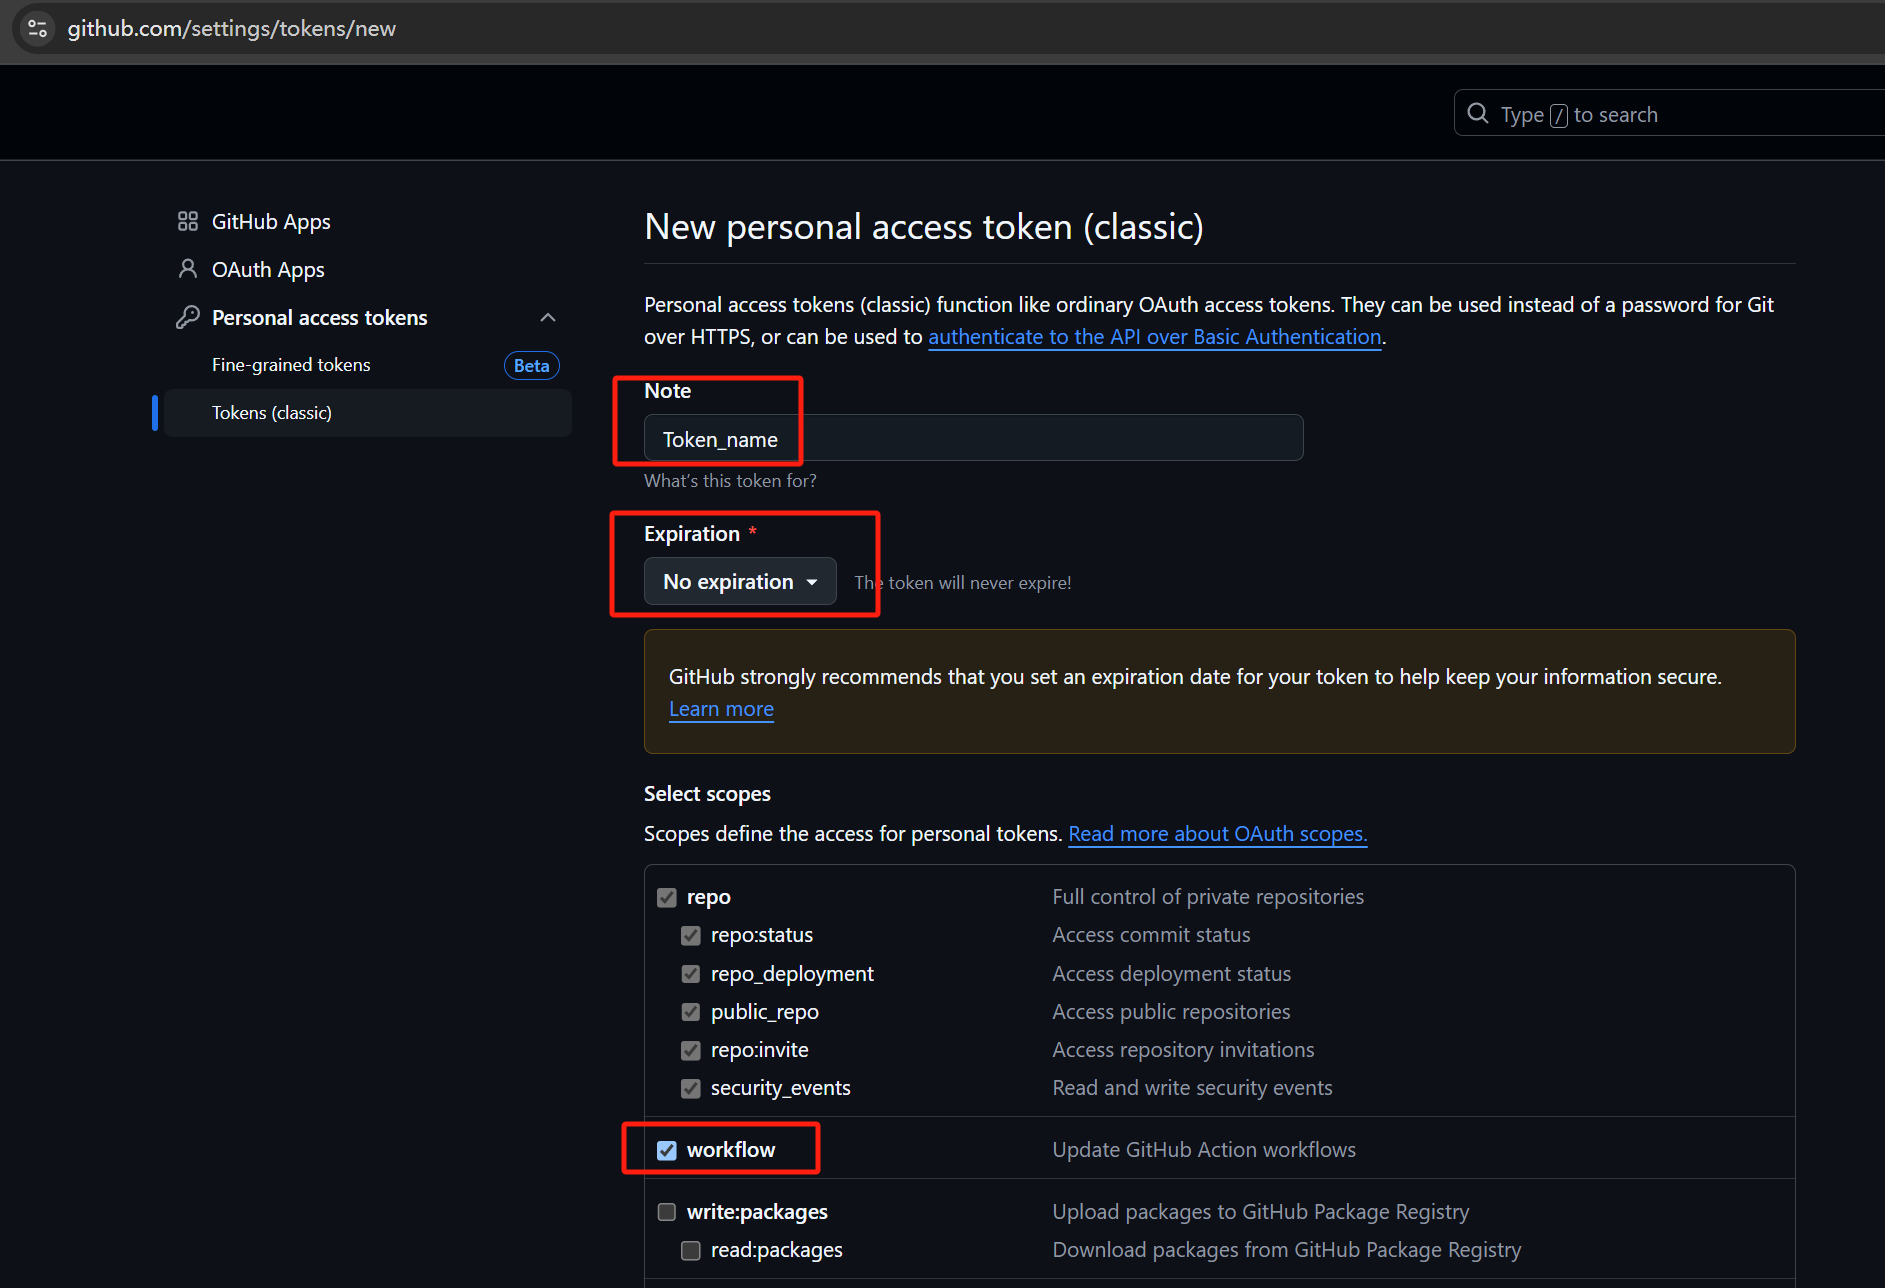 github.com/settings/tokens/new
Type / to search
GitHub Apps
OAuth Apps
Personal access tokens
Fine-grained tokens Beta
Tokens (classic)
New personal access token (classic)
Personal access tokens (classic) function like ordinary OAuth access tokens. They can be used instead of a password for Git
over HTTPS, or can be used to authenticate to the API over Basic Authentication.
Note
Token_name
What's this token for?
Expiration *
No expiration The token will never expire!
GitHub strongly recommends that you set an expiration date for your token to help keep your information secure.
Learn more
Select scopes
Scopes define the access for personal tokens. Read more about OAuth scopes.
repo Full control of private repositories
repo:status Access commit status
repo_deployment Access deployment status
public_repo Access public repositories
repo:invite Access repository invitations
security_events Read and write security events
workflow Update GitHub Action workflows
write:packages Upload packages to GitHub Package Registry
read:packages Download packages from GitHub Package Registry